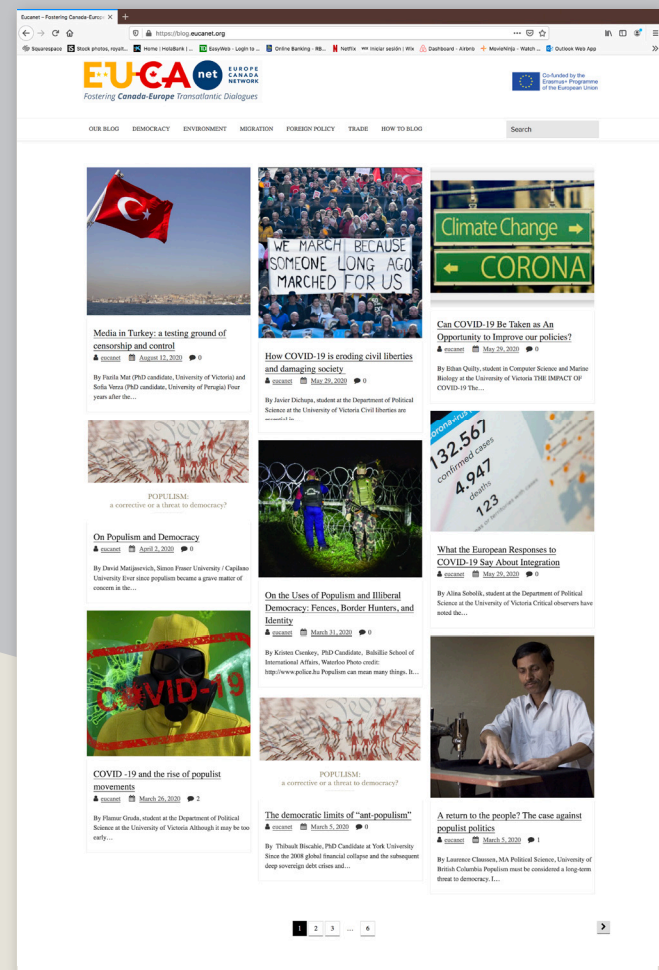 Eucanet - Fostering Canada-Europ
https://blog.eucanet.org
Squarespace
Stock photos, royalt...
Home | HolaBank | ...
EasyWeb - Login to ...
Online Banking - RB...
Netflix
Iniciar sesión | Wix
Dashboard - Airbnb
MovieNinja - Watch ...
Outlook Web App
EU-CA net
EUROPE
CANADA
NETWORK
Fostering Canada-Europe Transatlantic Dialogues
Co-funded by the
Erasmus+ Programme
of the European Union
OUR BLOG DEMOCRACY ENVIRONMENT MIGRATION FOREIGN POLICY TRADE HOW TO BLOG
Search
Media in Turkey: a testing ground of
censorship and control
eucanet August 12, 2020 0
By Fazila Mat (PhD candidate, University of Victoria) and
Sofia Verza (PhD candidate, University of Perugia) Four
years after the…
POPULISM:
a corrective or a threat to democracy?
On Populism and Democracy
eucanet April 2, 2020 0
By David Matijasevich, Simon Fraser University / Capilano
University Ever since populism became a grave matter of
concern in the…
COVID-19
COVID -19 and the rise of populist
movements
eucanet March 26, 2020 2
By Flamur Gruda, student at the Department of Political
Science at the University of Victoria Although it may be too
early…
WE MARCH BECAUSE
SOMEONE LONG AGO
MARCHED FOR US
How COVID-19 is eroding civil liberties
and damaging society
eucanet May 29, 2020 0
By Javier Dichupa, student at the Department of Political
Science at the University of Victoria Civil liberties are
essential in
On the Uses of Populism and Illiberal
Democracy: Fences, Border Hunters, and
Identity
eucanet March 31, 2020 0
By Kristen Csenkey, PhD Candidate, Balsillie School of
International Affairs, Waterloo Photo credit:
http://www.police.hu Populism can mean many things. It…
POPULISM:
a corrective or a threat to democracy?
The democratic limits of “ant-populism”
eucanet March 5, 2020 0
By Thibault Biscahie, PhD Candidate at York University
Since the 2008 global financial collapse and the subsequent
deep sovereign debt crises and…
Climate Change
CORONA
Can COVID-19 Be Taken as An
Opportunity to Improve our policies?
eucanet May 29, 2020 0
By Ethan Quilty, student in Computer Science and Marine
Biology at the University of Victoria THE IMPACT OF
COVID-19 The…
132,567
confirmed cases
4.947
deaths
123
What the European Responses to
COVID-19 Say About Integration
eucanet May 29, 2020 0
By Alina Sobolik, student at the Department of Political
Science at the University of Victoria Critical observers have
noted the…
A return to the people? The case against
populist politics
eucanet March 5, 2020 1
By Laurence Claussen, MA Political Science, University of
British Columbia Populism must be considered a long-term
threat to democracy. I…
1 2 3 … 6